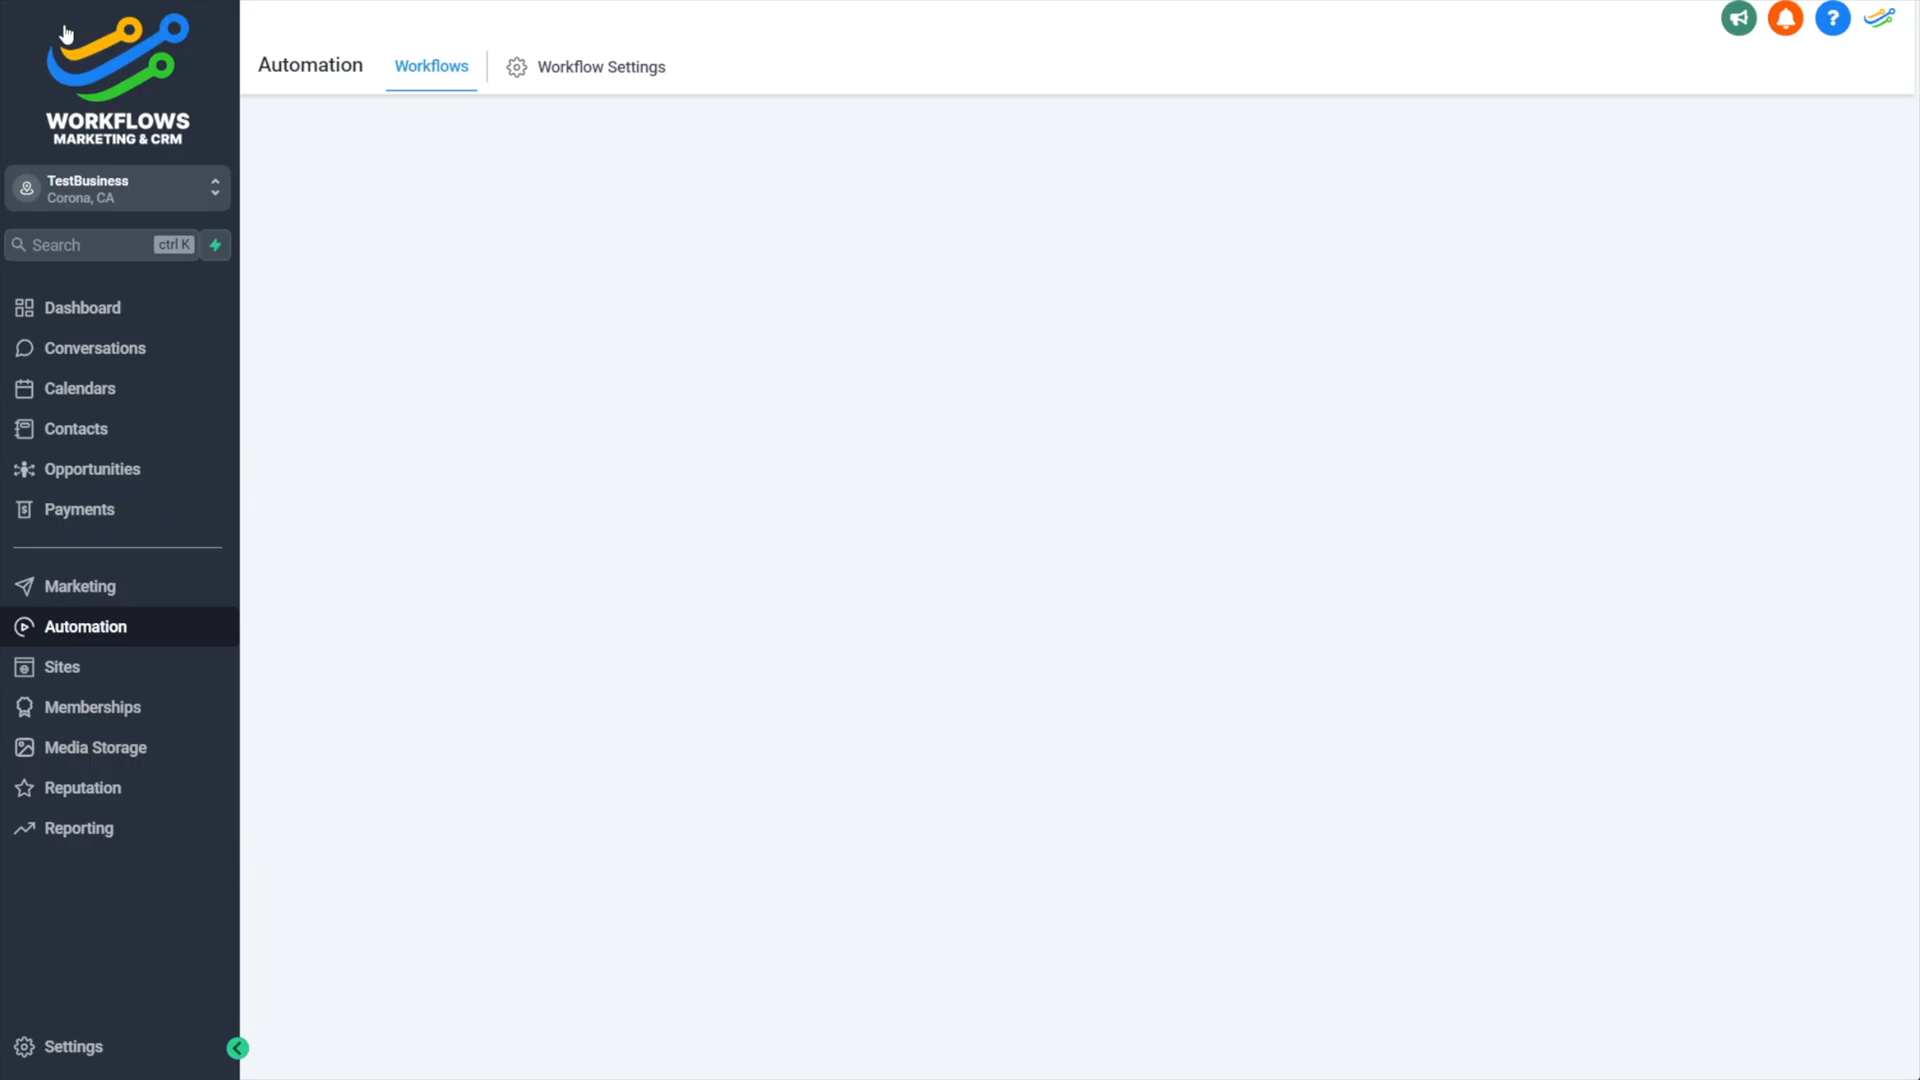 WORKFLOWS
MARKETING & CRM
TestBusiness
Corona, CA
Search
ctrl K
Dashboard
Conversations
Calendars
Contacts
Opportunities
Payments
Marketing
Automation
Sites
Memberships
Media Storage
Reputation
Reporting
Settings
Automation
Workflows
Workflow Settings
?